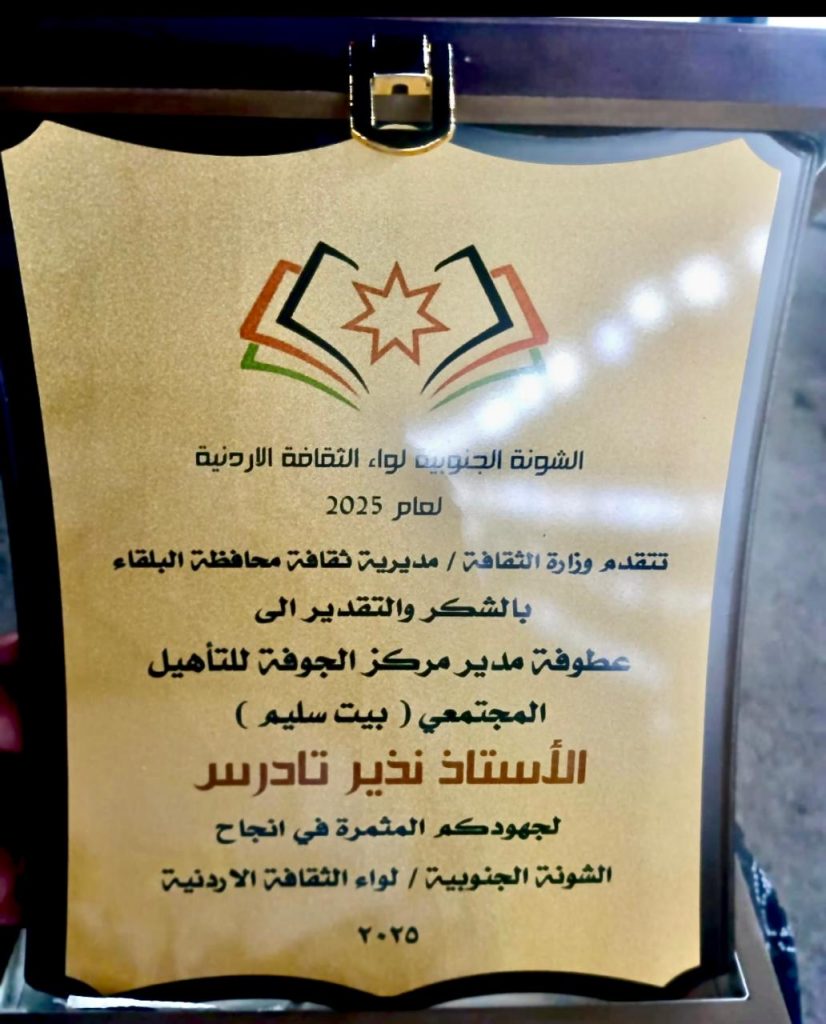 الشونة الجنوبية لواء الثقافة الاردنية
لعام 2025
تتقدم وزارة الثقافة / مديرية ثقافة محافظة البلقاء
بالشكر والتقدير الى
عطوفة مدير مركز الجوفة للتأهيل
المجتمعي ( بيت سليم )
الأستاذ نذير تادرس
لجهودكم المثمرة في انجاح
الشونة الجنوبية / لواء الثقافة الاردنية
٢٠٢٥